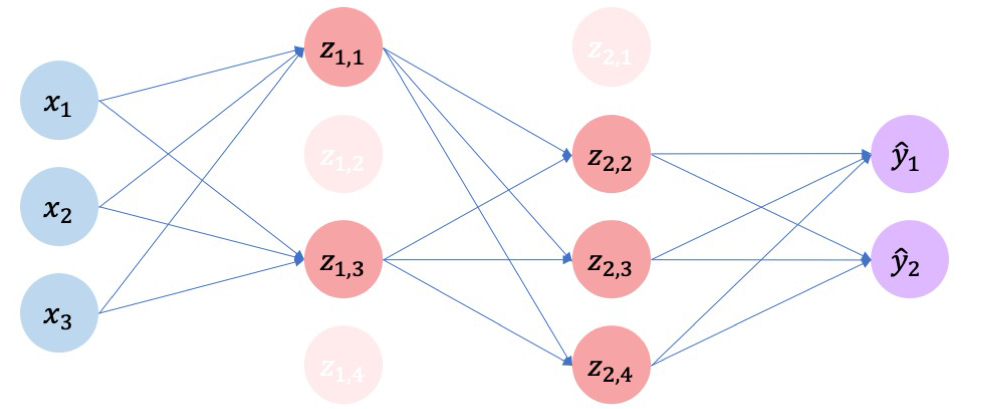 x₁
x₂
x₃
z₁,₁
z₁,₂
z₁,₃
z₁,₄
z₂,₁
z₂,₂
z₂,₃
z₂,₄
ŷ₁
ŷ₂